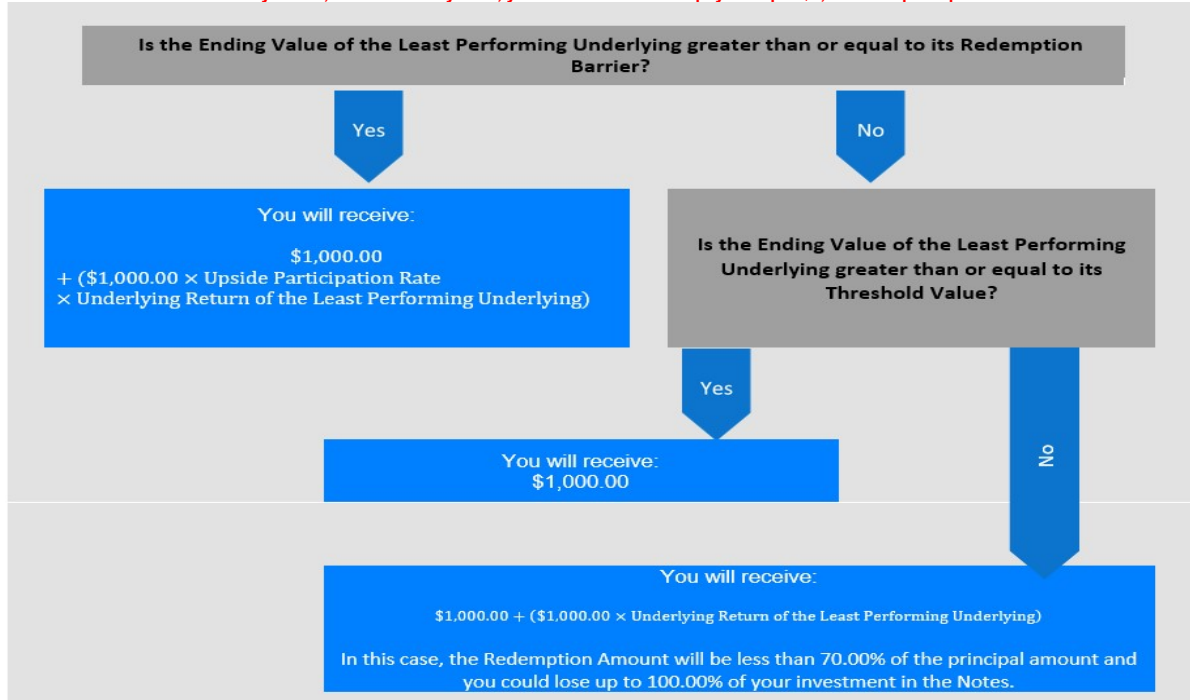 Is the Ending Value of the Least Performing Underlying greater than or equal to its Redemption
Barrier?
Yes
No
You will receive:
$1,000.00
+ ($1,000.00 × Upside Participation Rate
× Underlying Return of the Least Performing Underlying)
Is the Ending Value of the Least Performing
Underlying greater than or equal to its
Threshold Value?
Yes
No
You will receive:
$1,000.00
You will receive:
$1,000.00 + ($1,000.00 × Underlying Return of the Least Performing Underlying)
In this case, the Redemption Amount will be less than 70.00% of the principal amount and
you could lose up to 100.00% of your investment in the Notes.